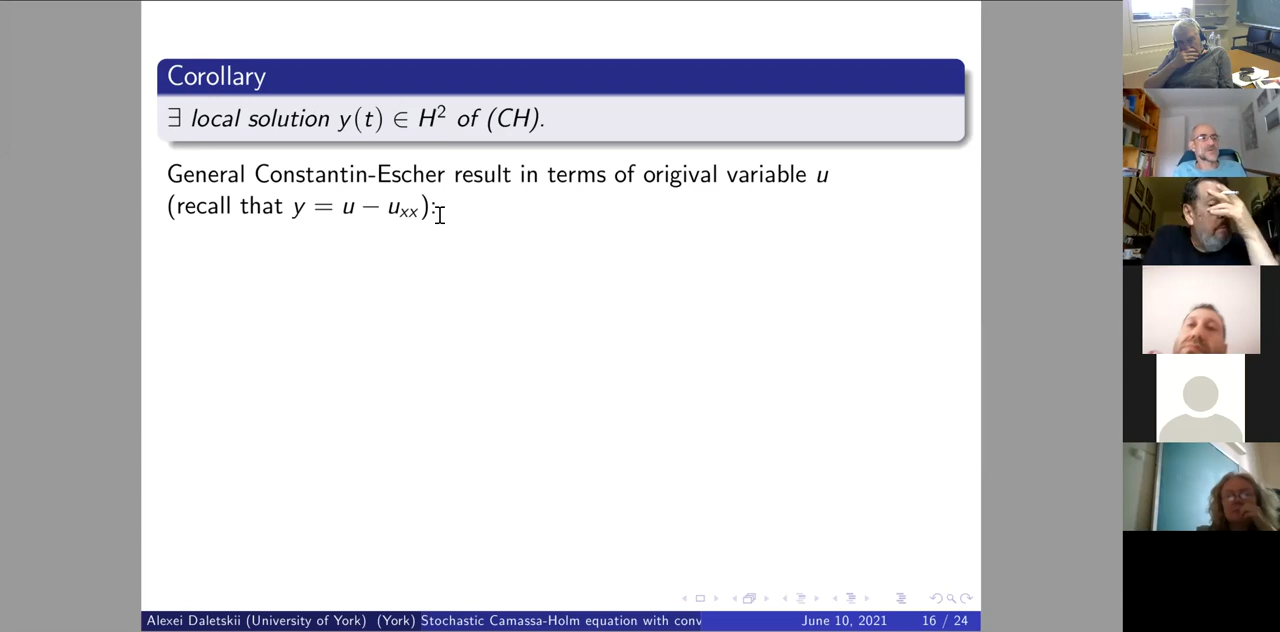 Corollary
∃ local solution y(t) ∈ H² of (CH).
General Constantin-Escher result in terms of origival variable u
(recall that y = u − uₓₓ):
Alexei Daletskii (University of York) (York) Stochastic Camassa-Holm equation with conv June 10, 2021 16 / 24